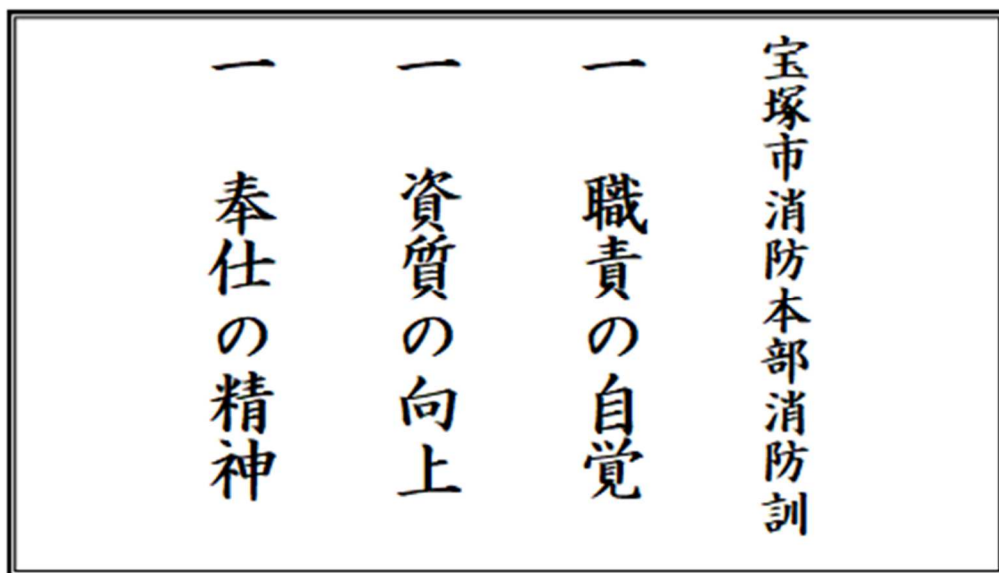 宝塚市消防本部消防訓
一　職責の自覚
一　資質の向上
一　奉仕の精神